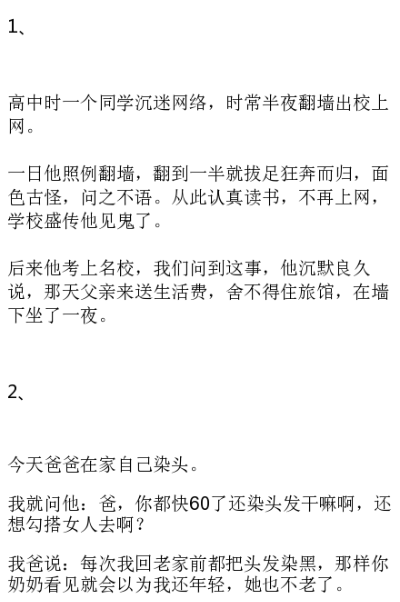 1、
高中时一个同学沉迷网络，时常半夜翻墙出校上
网。
一日他照例翻墙，翻到一半就拔足狂奔而归，面
色古怪，问之不语。从此认真读书，不再上网，
学校盛传他见鬼了。
后来他考上名校，我们问到这事，他沉默良久
说，那天父亲来送生活费，舍不得住旅馆，在墙
下坐了一夜。
2、
今天爸爸在家自己染头。
我就问他：爸，你都快60了还染头发干嘛啊，还
想勾搭女人去啊？
我爸说：每次我回老家前都把头发染黑，那样你
奶奶看见就会以为我还年轻，她也不老了。